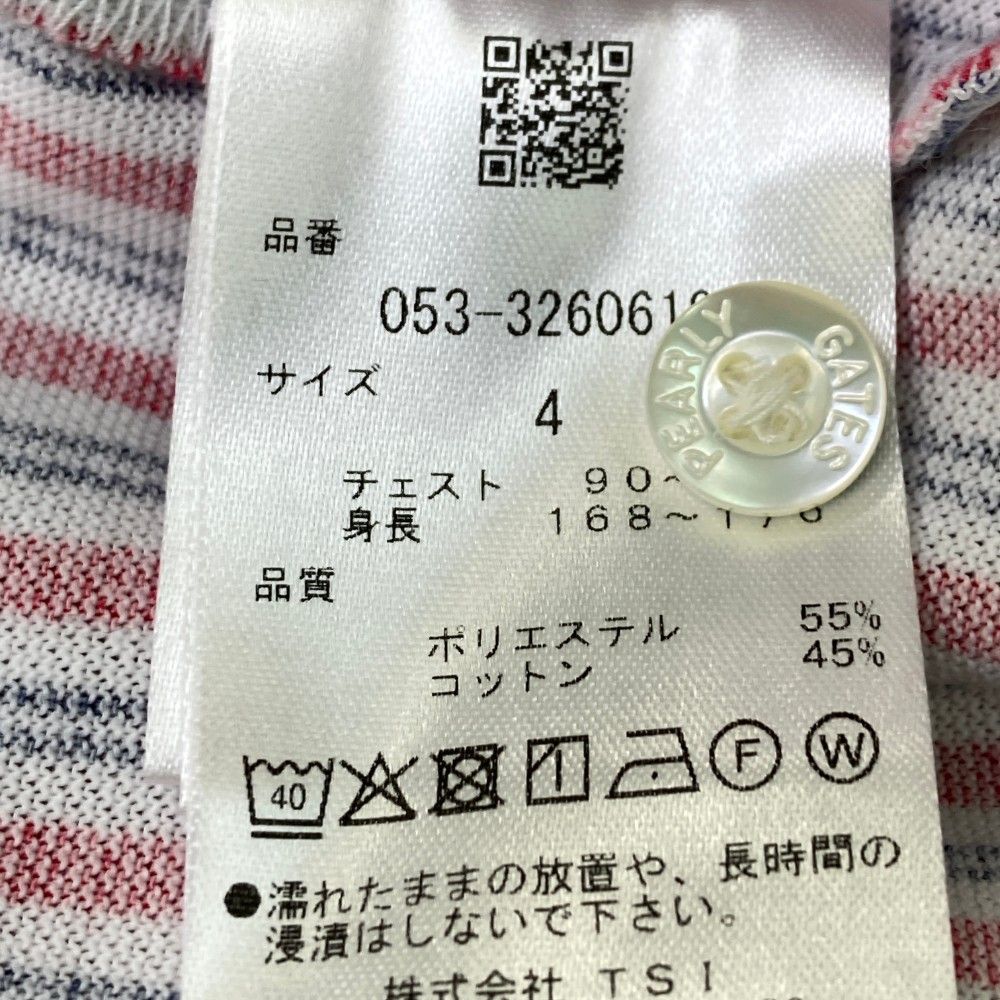 品番
053-326061
サイズ
4
チェスト 90~
身長 168~176
品質
ポリエステル 55%
コットン 45%
40 F W
●濡れたままの放置や、長時間の
浸漬はしないで下さい。
株式会社 TSI
PEARLY GATES